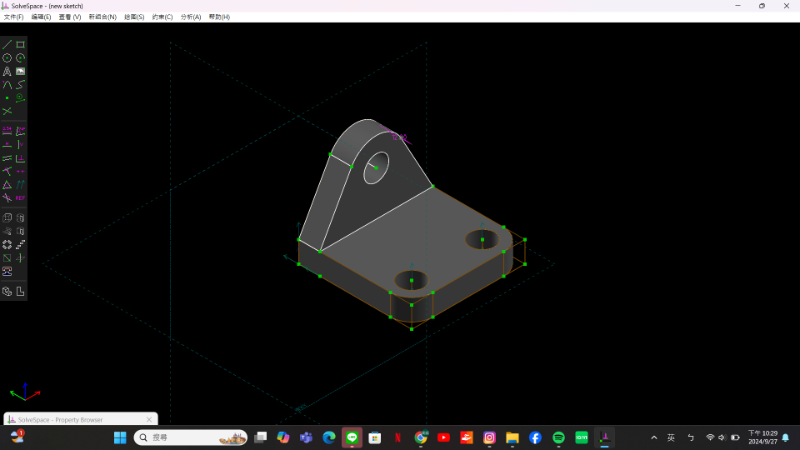 SolveSpace - (new sketch)
文件(F) 編輯(E) 查看 (V) 新組合(N) 繪圖(S) 約束(C) 分析(A) 幫助(H)
SolveSpace - Property Browser
搜尋
英
ㄅ
下午 10:29
2024/9/27